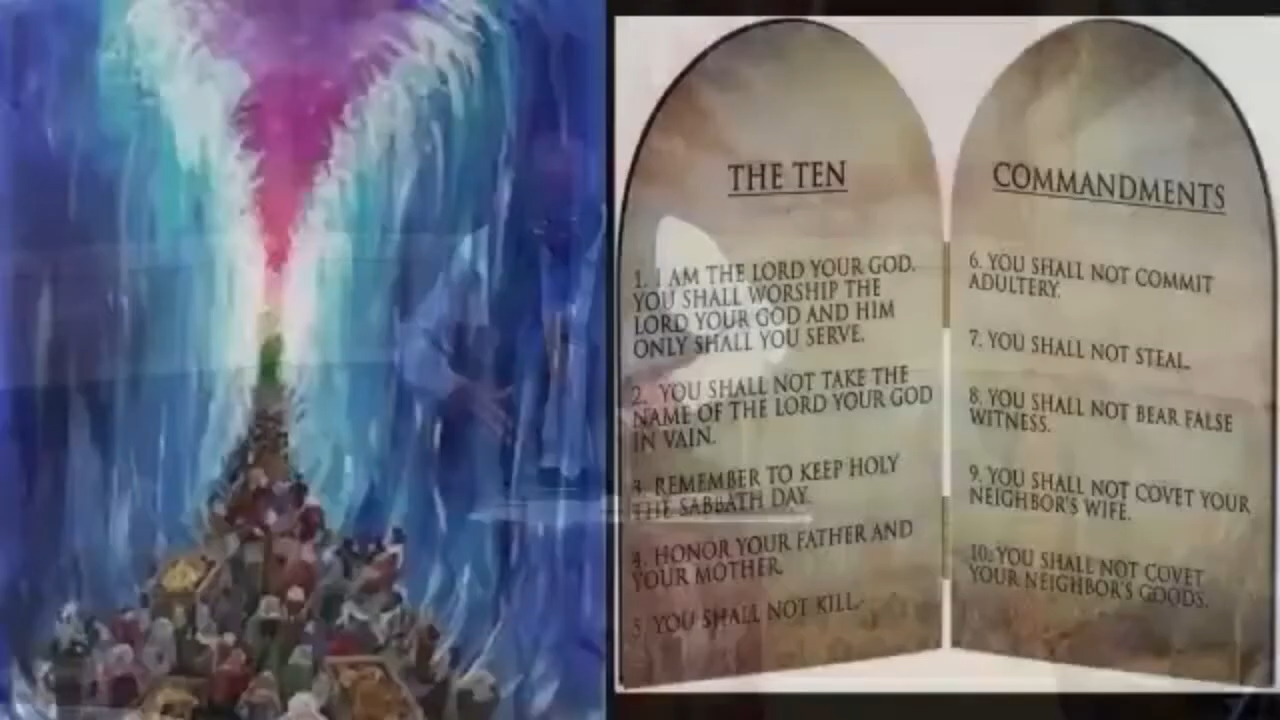 THE TEN
1. I AM THE LORD YOUR GOD.
YOU SHALL WORSHIP THE
LORD YOUR GOD AND HIM
ONLY SHALL YOU SERVE.
2. YOU SHALL NOT TAKE THE
NAME OF THE LORD YOUR GOD
IN VAIN.
3. REMEMBER TO KEEP HOLY
THE SABBATH DAY.
4. HONOR YOUR FATHER AND
YOUR MOTHER.
5. YOU SHALL NOT KILL.
COMMANDMENTS
6. YOU SHALL NOT COMMIT
ADULTERY.
7. YOU SHALL NOT STEAL.
8. YOU SHALL NOT BEAR FALSE
WITNESS.
9. YOU SHALL NOT COVET YOUR
NEIGHBOR'S WIFE.
10. YOU SHALL NOT COVET
YOUR NEIGHBOR'S GOODS.